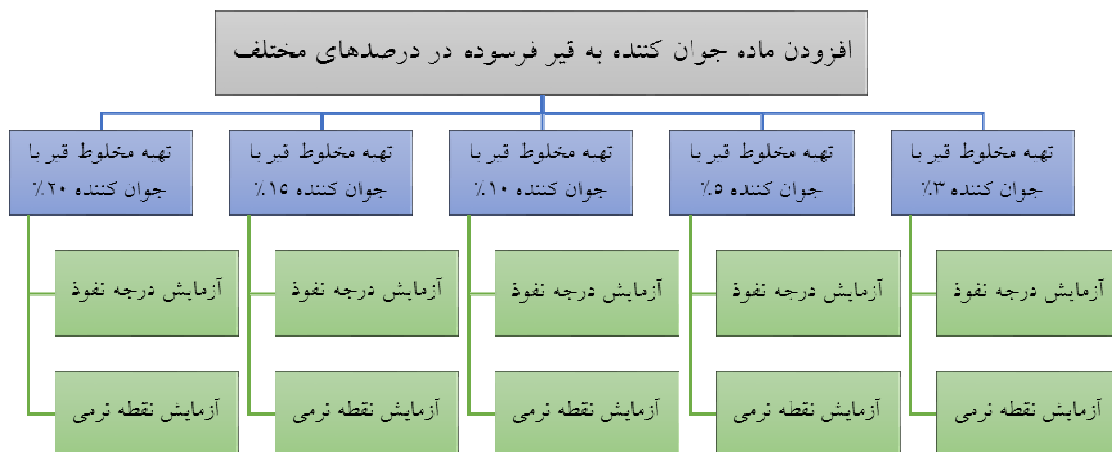 افزودن ماده جوان کننده به قیر فرسوده در درصدهای مختلف
تهیه مخلوط قیر با
جوان کننده ۳٪
تهیه مخلوط قیر با
جوان کننده ۵٪
تهیه مخلوط قیر با
جوان کننده ۱۰٪
تهیه مخلوط قیر با
جوان کننده ۱۵٪
تهیه مخلوط قیر با
جوان کننده ۲۰٪
آزمایش درجه نفوذ
آزمایش درجه نفوذ
آزمایش درجه نفوذ
آزمایش درجه نفوذ
آزمایش درجه نفوذ
آزمایش نقطه نرمی
آزمایش نقطه نرمی
آزمایش نقطه نرمی
آزمایش نقطه نرمی
آزمایش نقطه نرمی